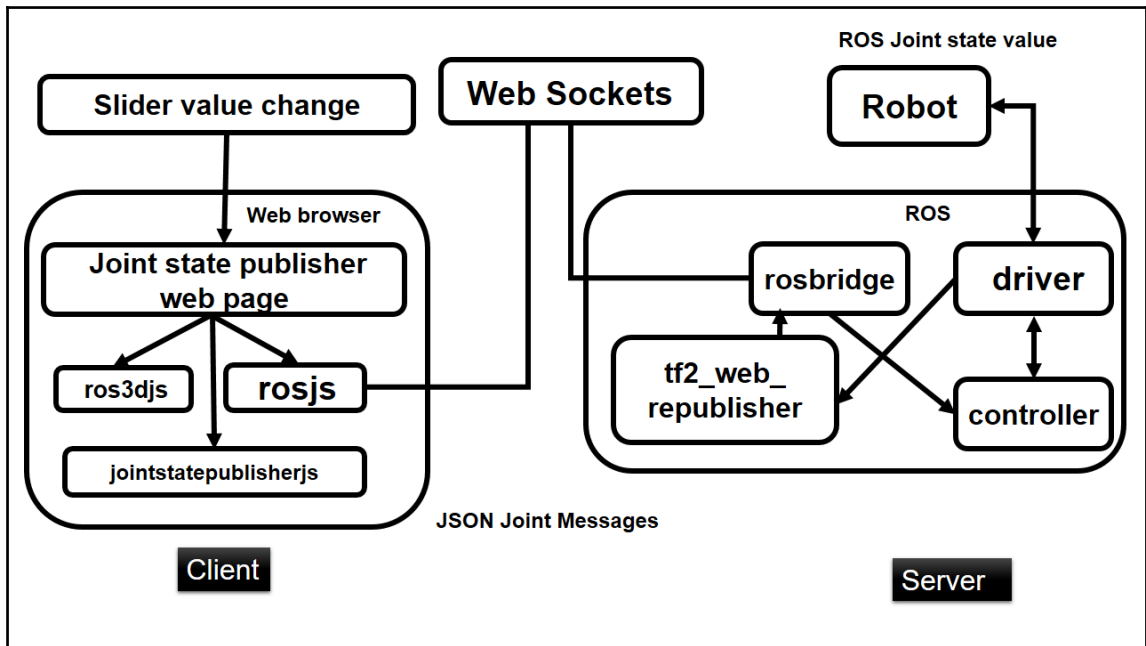 ROS Joint state value
Slider value change
Web Sockets
Robot
Web browser
Joint state publisher
web page
ros3djs
rosjs
jointstatepublisherjs
ROS
rosbridge
driver
tf2_web_
republisher
controller
JSON Joint Messages
Client
Server